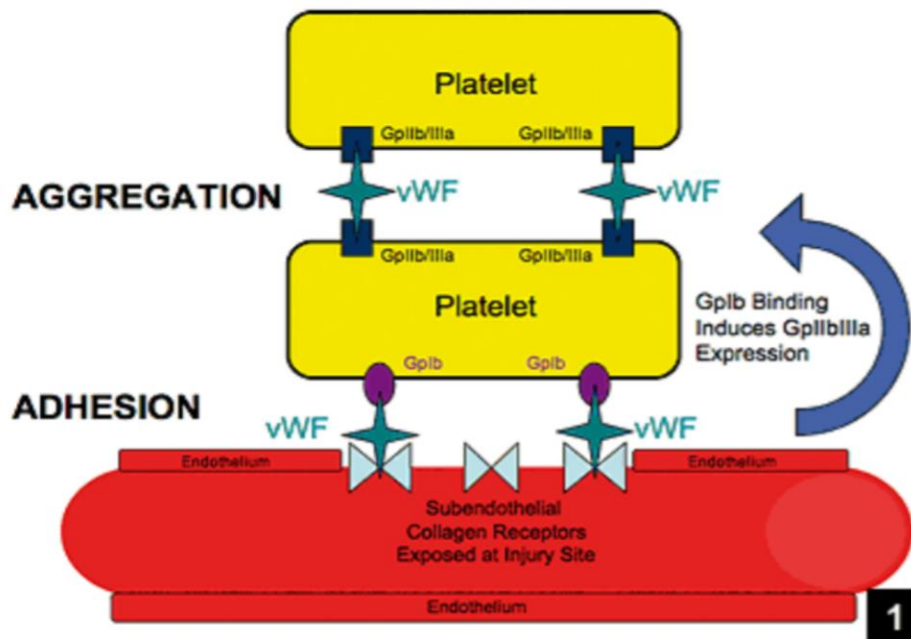 Platelet
GpIIb/IIIa GpIIb/IIIa
AGGREGATION
vWF vWF
GpIIb/IIIa GpIIb/IIIa
Platelet
GpIb Binding
Induces GpIIbIIIa
Expression
GpIb GpIb
ADHESION
vWF vWF
Endothelium Endothelium
Subendothelial
Collagen Receptors
Exposed at Injury Site
Endothelium
1